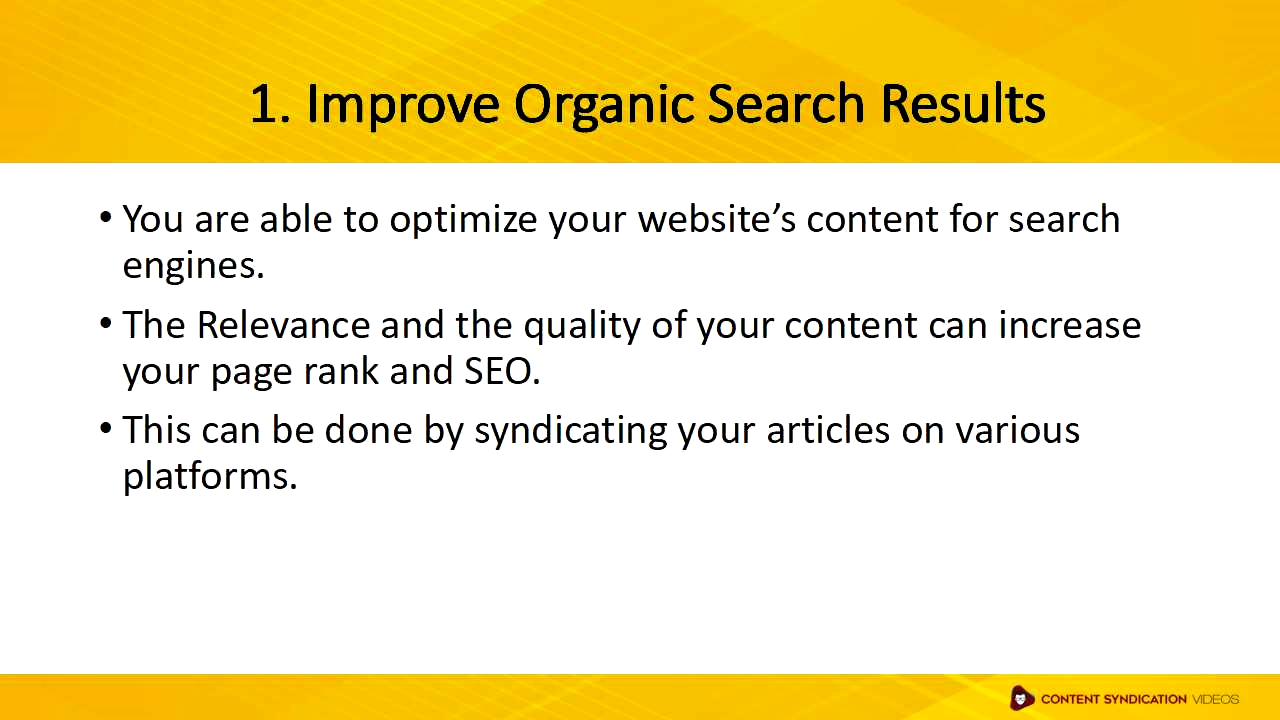 1. Improve Organic Search Results
• You are able to optimize your website’s content for search
engines.
• The Relevance and the quality of your content can increase
your page rank and SEO.
• This can be done by syndicating your articles on various
platforms.
CONTENT SYNDICATION VIDEOS